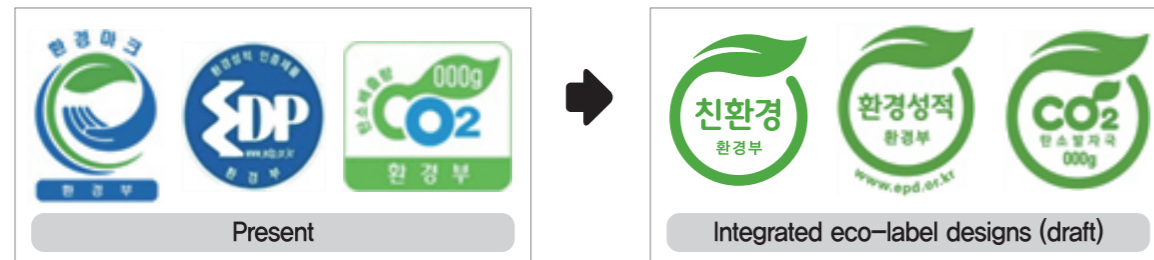 환경마크
환경부
환경성적 인증제품
EDP
www.edp.or.kr
환경부
탄소배출량
000g
CO2
환경부
Present
친환경
환경부
환경성적
환경부
www.epd.or.kr
CO2
탄소발자국
000g
Integrated eco-label designs (draft)